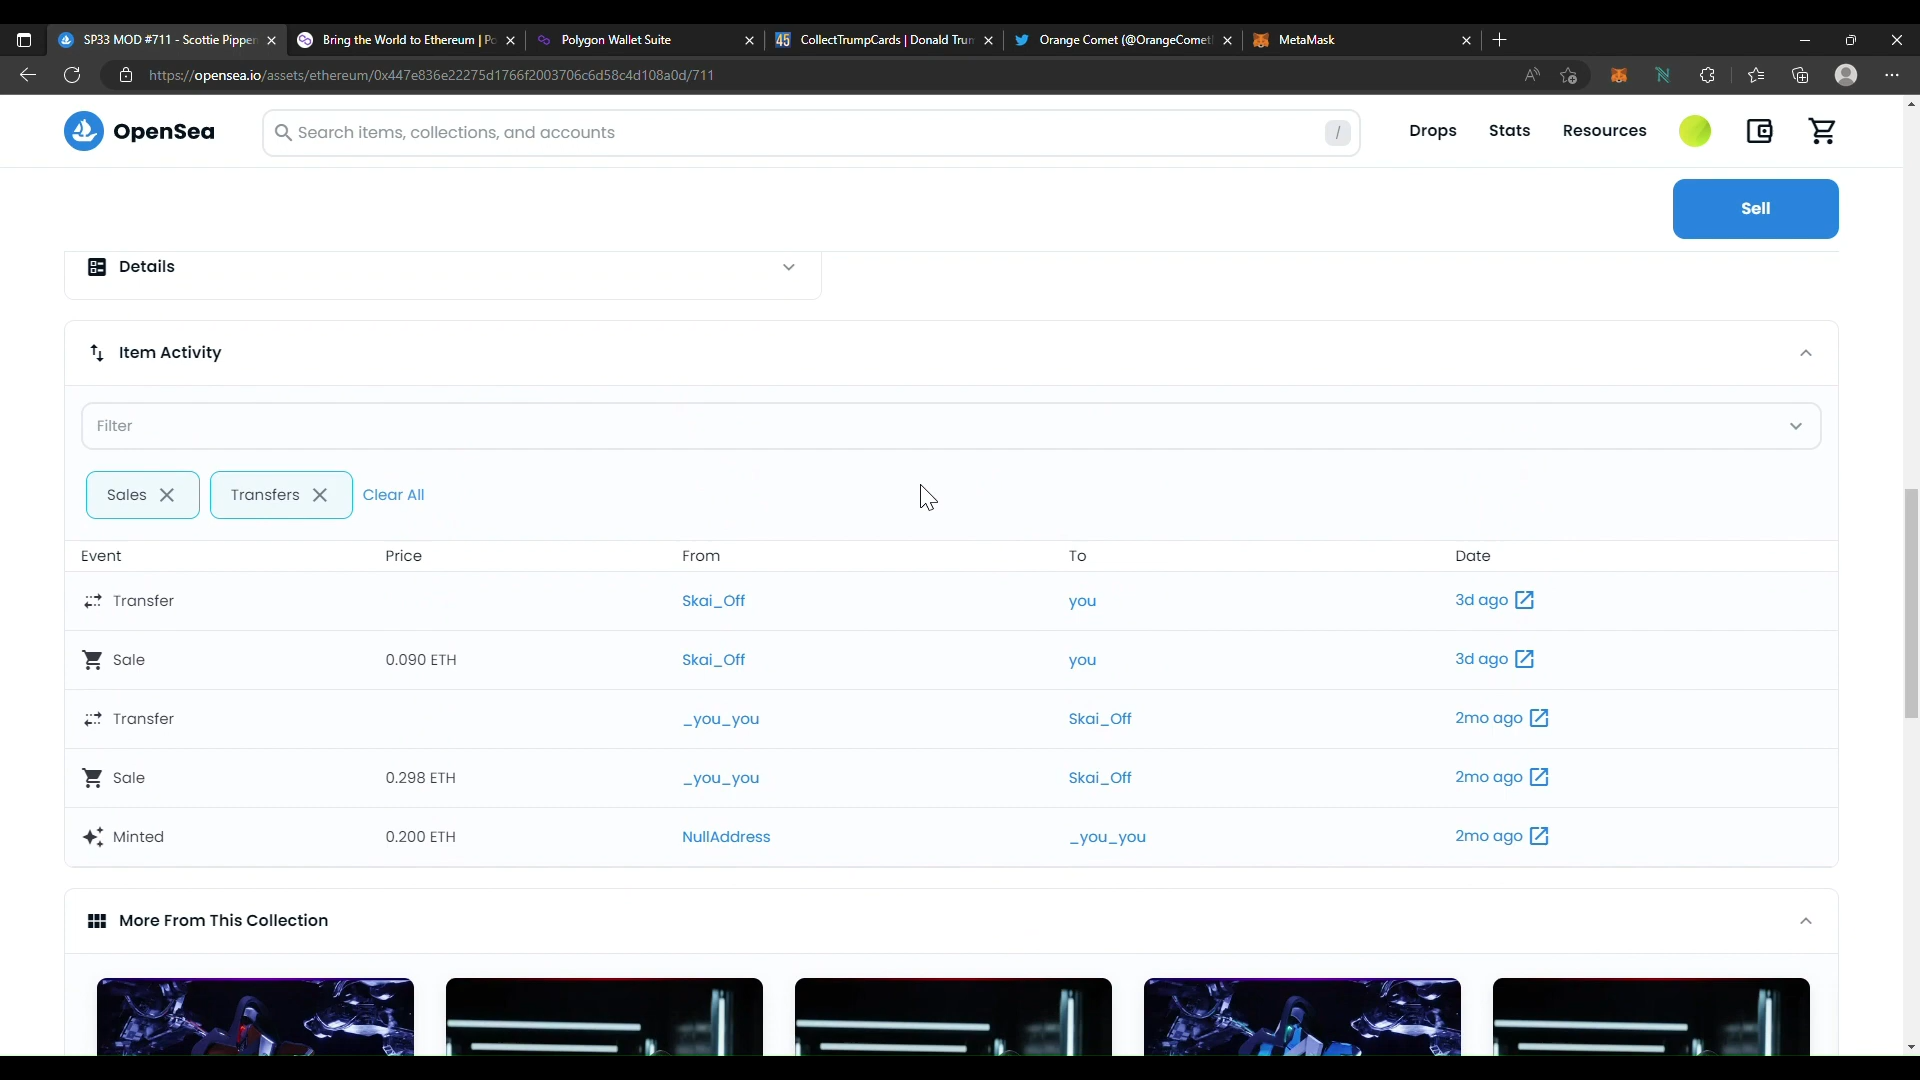 SP33 MOD #711 - Scottie Pippen
Bring the World to Ethereum | Po
Polygon Wallet Suite
45 CollectTrumpCards | Donald Trum
Orange Comet (@OrangeComet
MetaMask
https://opensea.io/assets/ethereum/0x447e836e22275d1766f2003706c6d58c4d108a0d/711
OpenSea
Search items, collections, and accounts
/
Drops
Stats
Resources
Sell
Details
Item Activity
Filter
Sales
Transfers
Clear All
Event Price From To Date
Transfer Skai_Off you 3d ago
Sale 0.090 ETH Skai_Off you 3d ago
Transfer _you_you Skai_Off 2mo ago
Sale 0.298 ETH _you_you Skai_Off 2mo ago
Minted 0.200 ETH NullAddress _you_you 2mo ago
More From This Collection